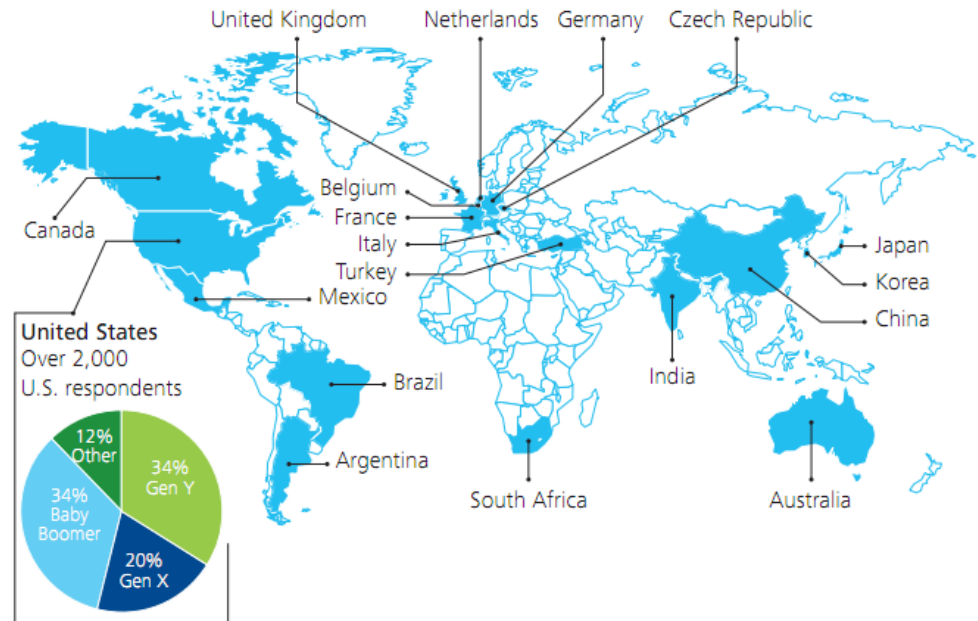 United Kingdom
Netherlands
Germany
Czech Republic
Belgium
France
Italy
Turkey
Mexico
Canada
Japan
Korea
China
India
United States
Over 2,000
U.S. respondents
Brazil
Argentina
South Africa
Australia
12%
Other
34%
Gen Y
34%
Baby
Boomer
20%
Gen X